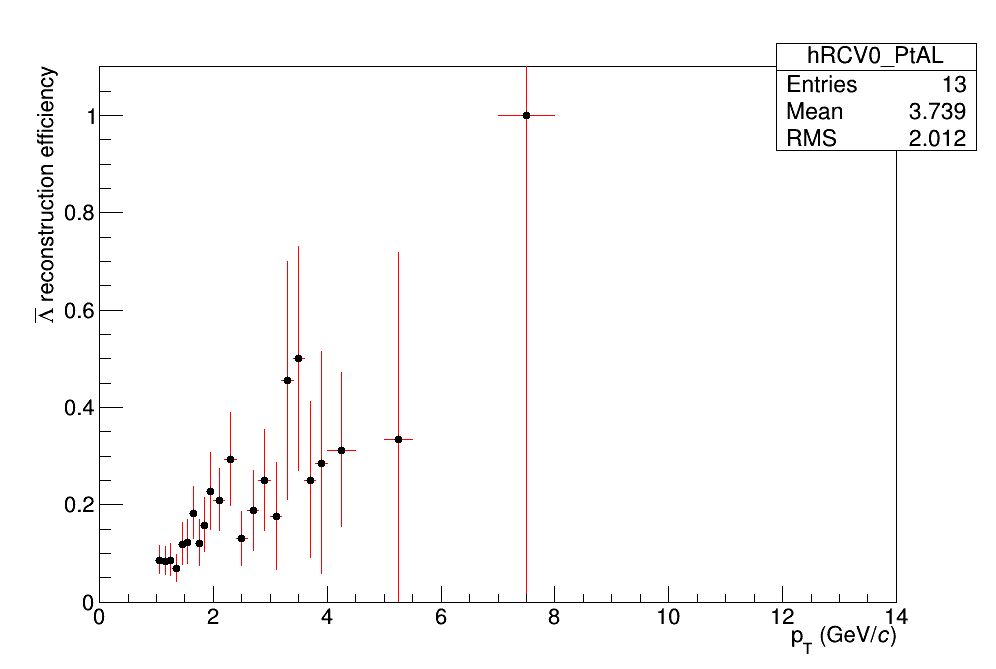 hRCV0_PtAL
Entries 13
Mean 3.739
RMS 2.012
Λ̅ reconstruction efficiency
1
0.8
0.6
0.4
0.2
0
0 2 4 6 8 10 12 14
p_T (GeV/c)